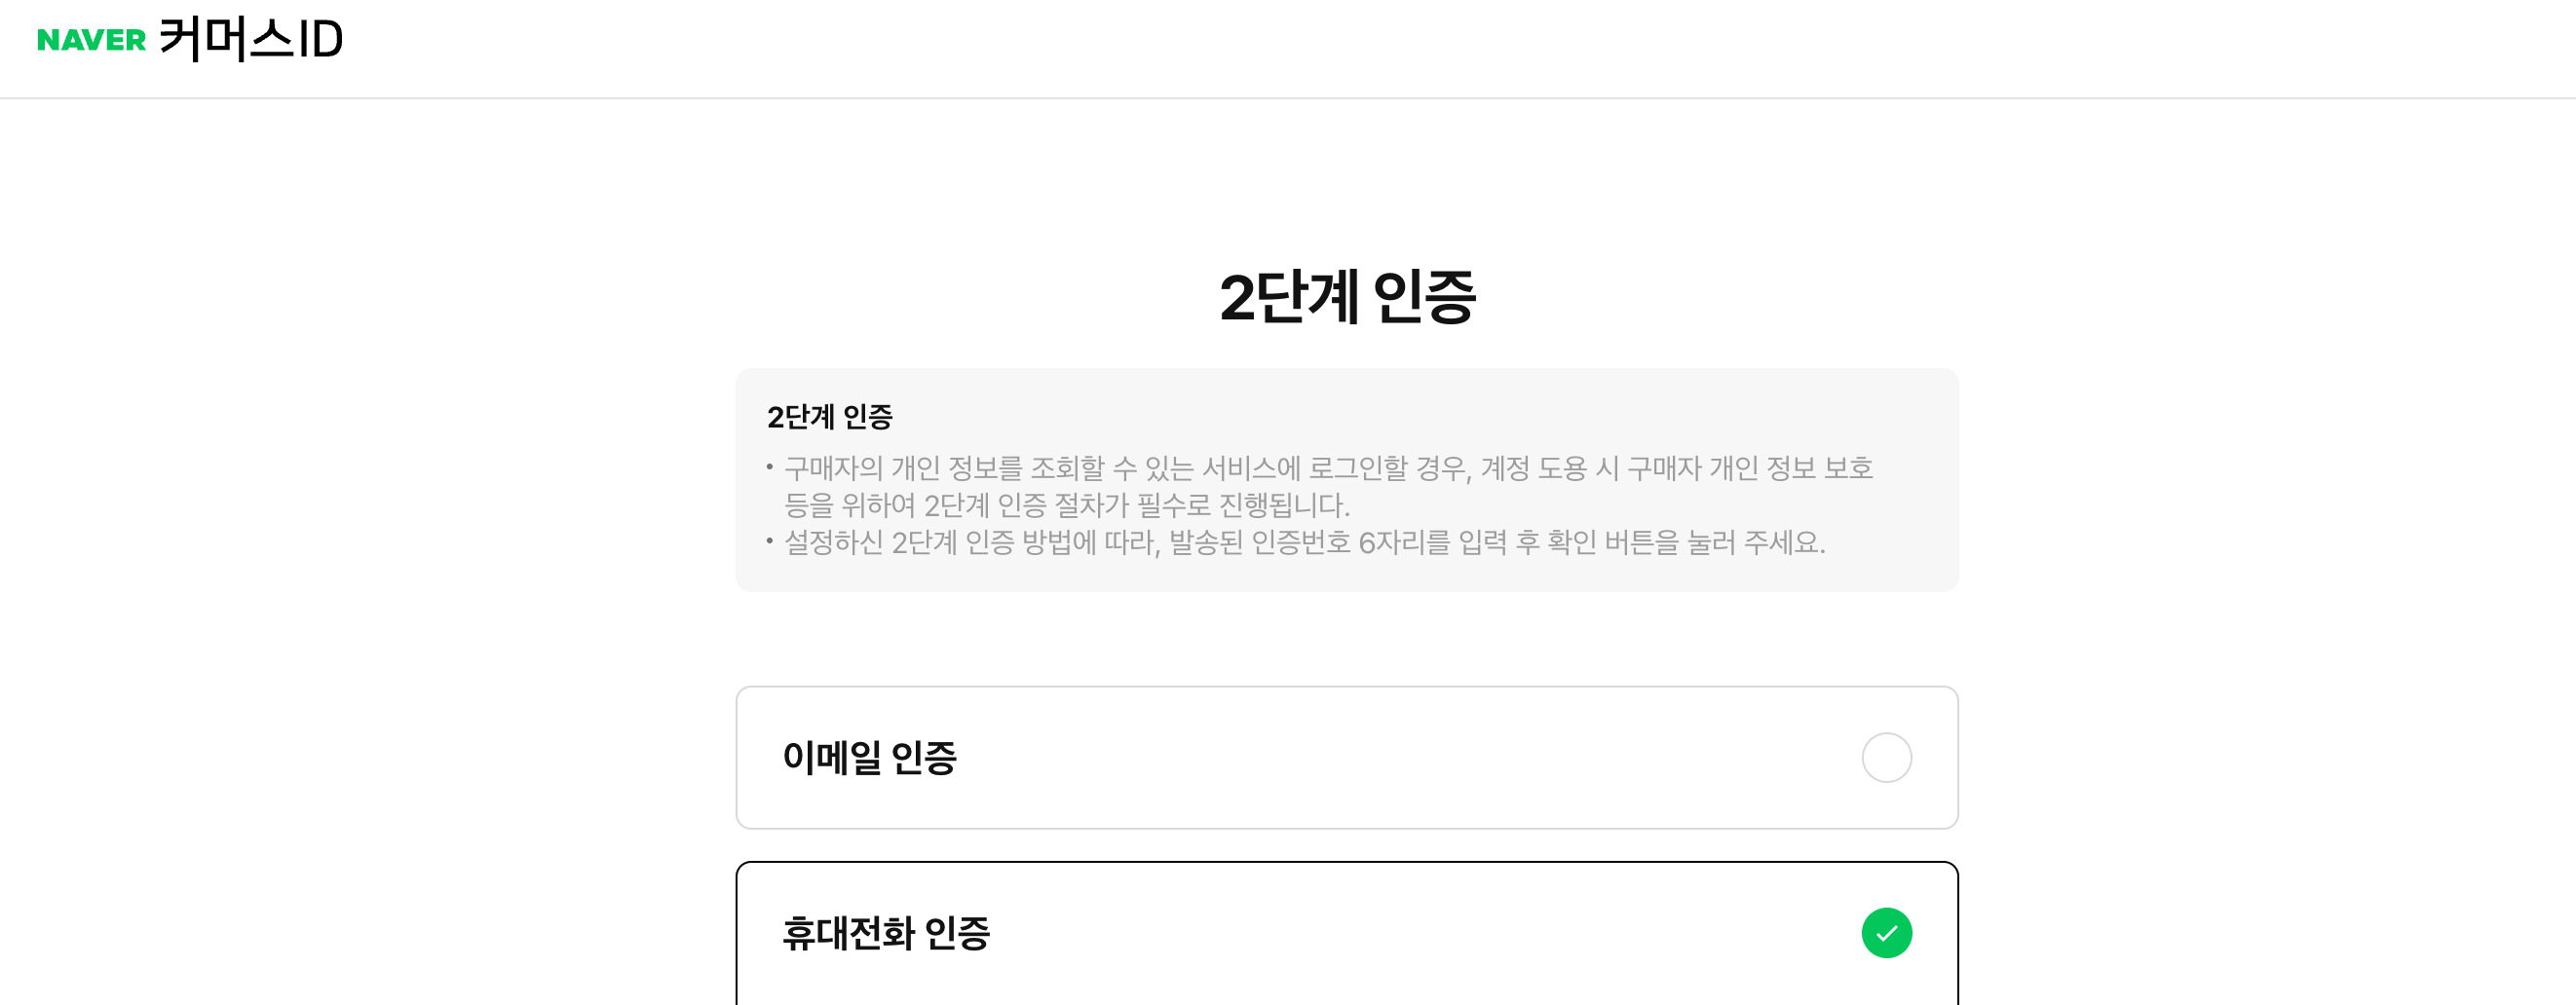 NAVER 커머스ID
2단계 인증
2단계 인증
• 구매자의 개인 정보를 조회할 수 있는 서비스에 로그인할 경우, 계정 도용 시 구매자 개인 정보 보호
등을 위하여 2단계 인증 절차가 필수로 진행됩니다.
• 설정하신 2단계 인증 방법에 따라, 발송된 인증번호 6자리를 입력 후 확인 버튼을 눌러 주세요.
이메일 인증
휴대전화 인증